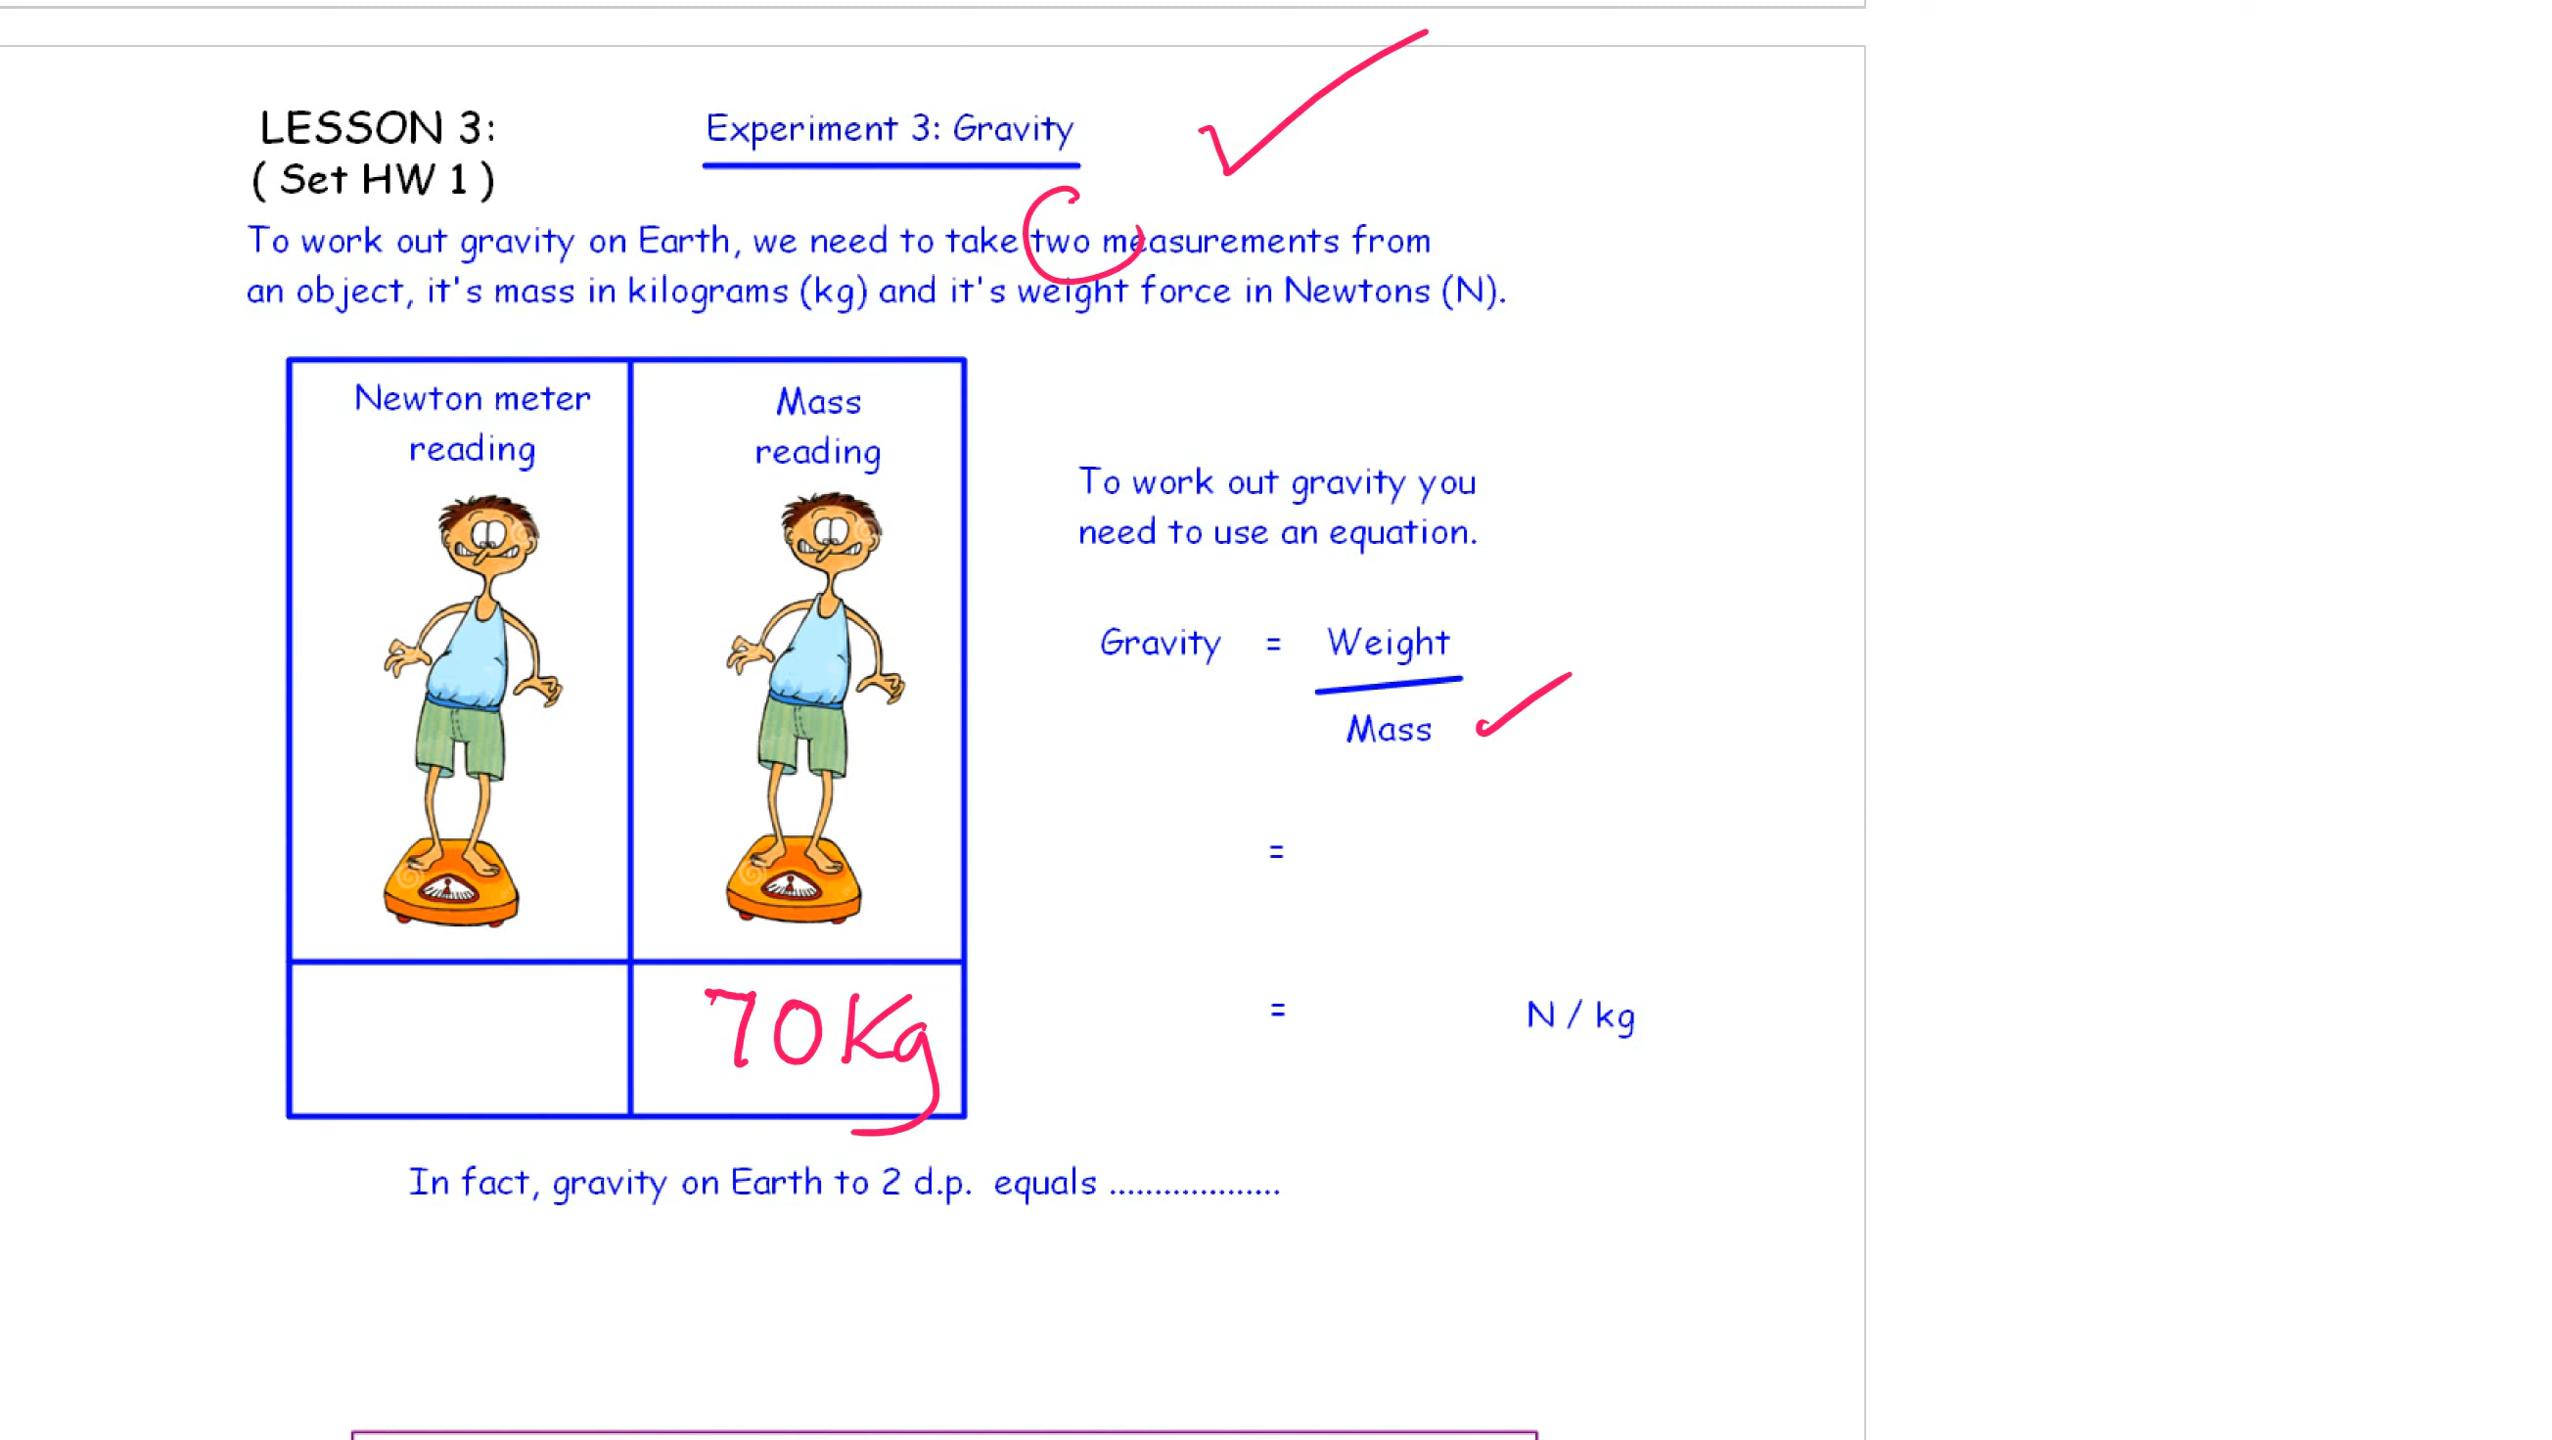 LESSON 3:
( Set HW 1 )
Experiment 3: Gravity
To work out gravity on Earth, we need to take two measurements from
an object, it's mass in kilograms (kg) and it's weight force in Newtons (N).
Newton meter
reading
Mass
reading
70Kg
To work out gravity you
need to use an equation.
Gravity = Weight
Mass
=
= N / kg
In fact, gravity on Earth to 2 d.p. equals ...................